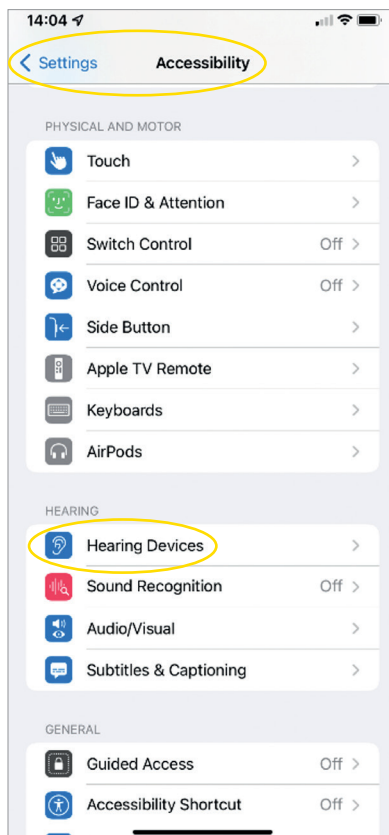 14:04
Settings Accessibility
PHYSICAL AND MOTOR
Touch
Face ID & Attention
Switch Control Off
Voice Control Off
Side Button
Apple TV Remote
Keyboards
AirPods
HEARING
Hearing Devices
Sound Recognition Off
Audio/Visual
Subtitles & Captioning
GENERAL
Guided Access Off
Accessibility Shortcut Off